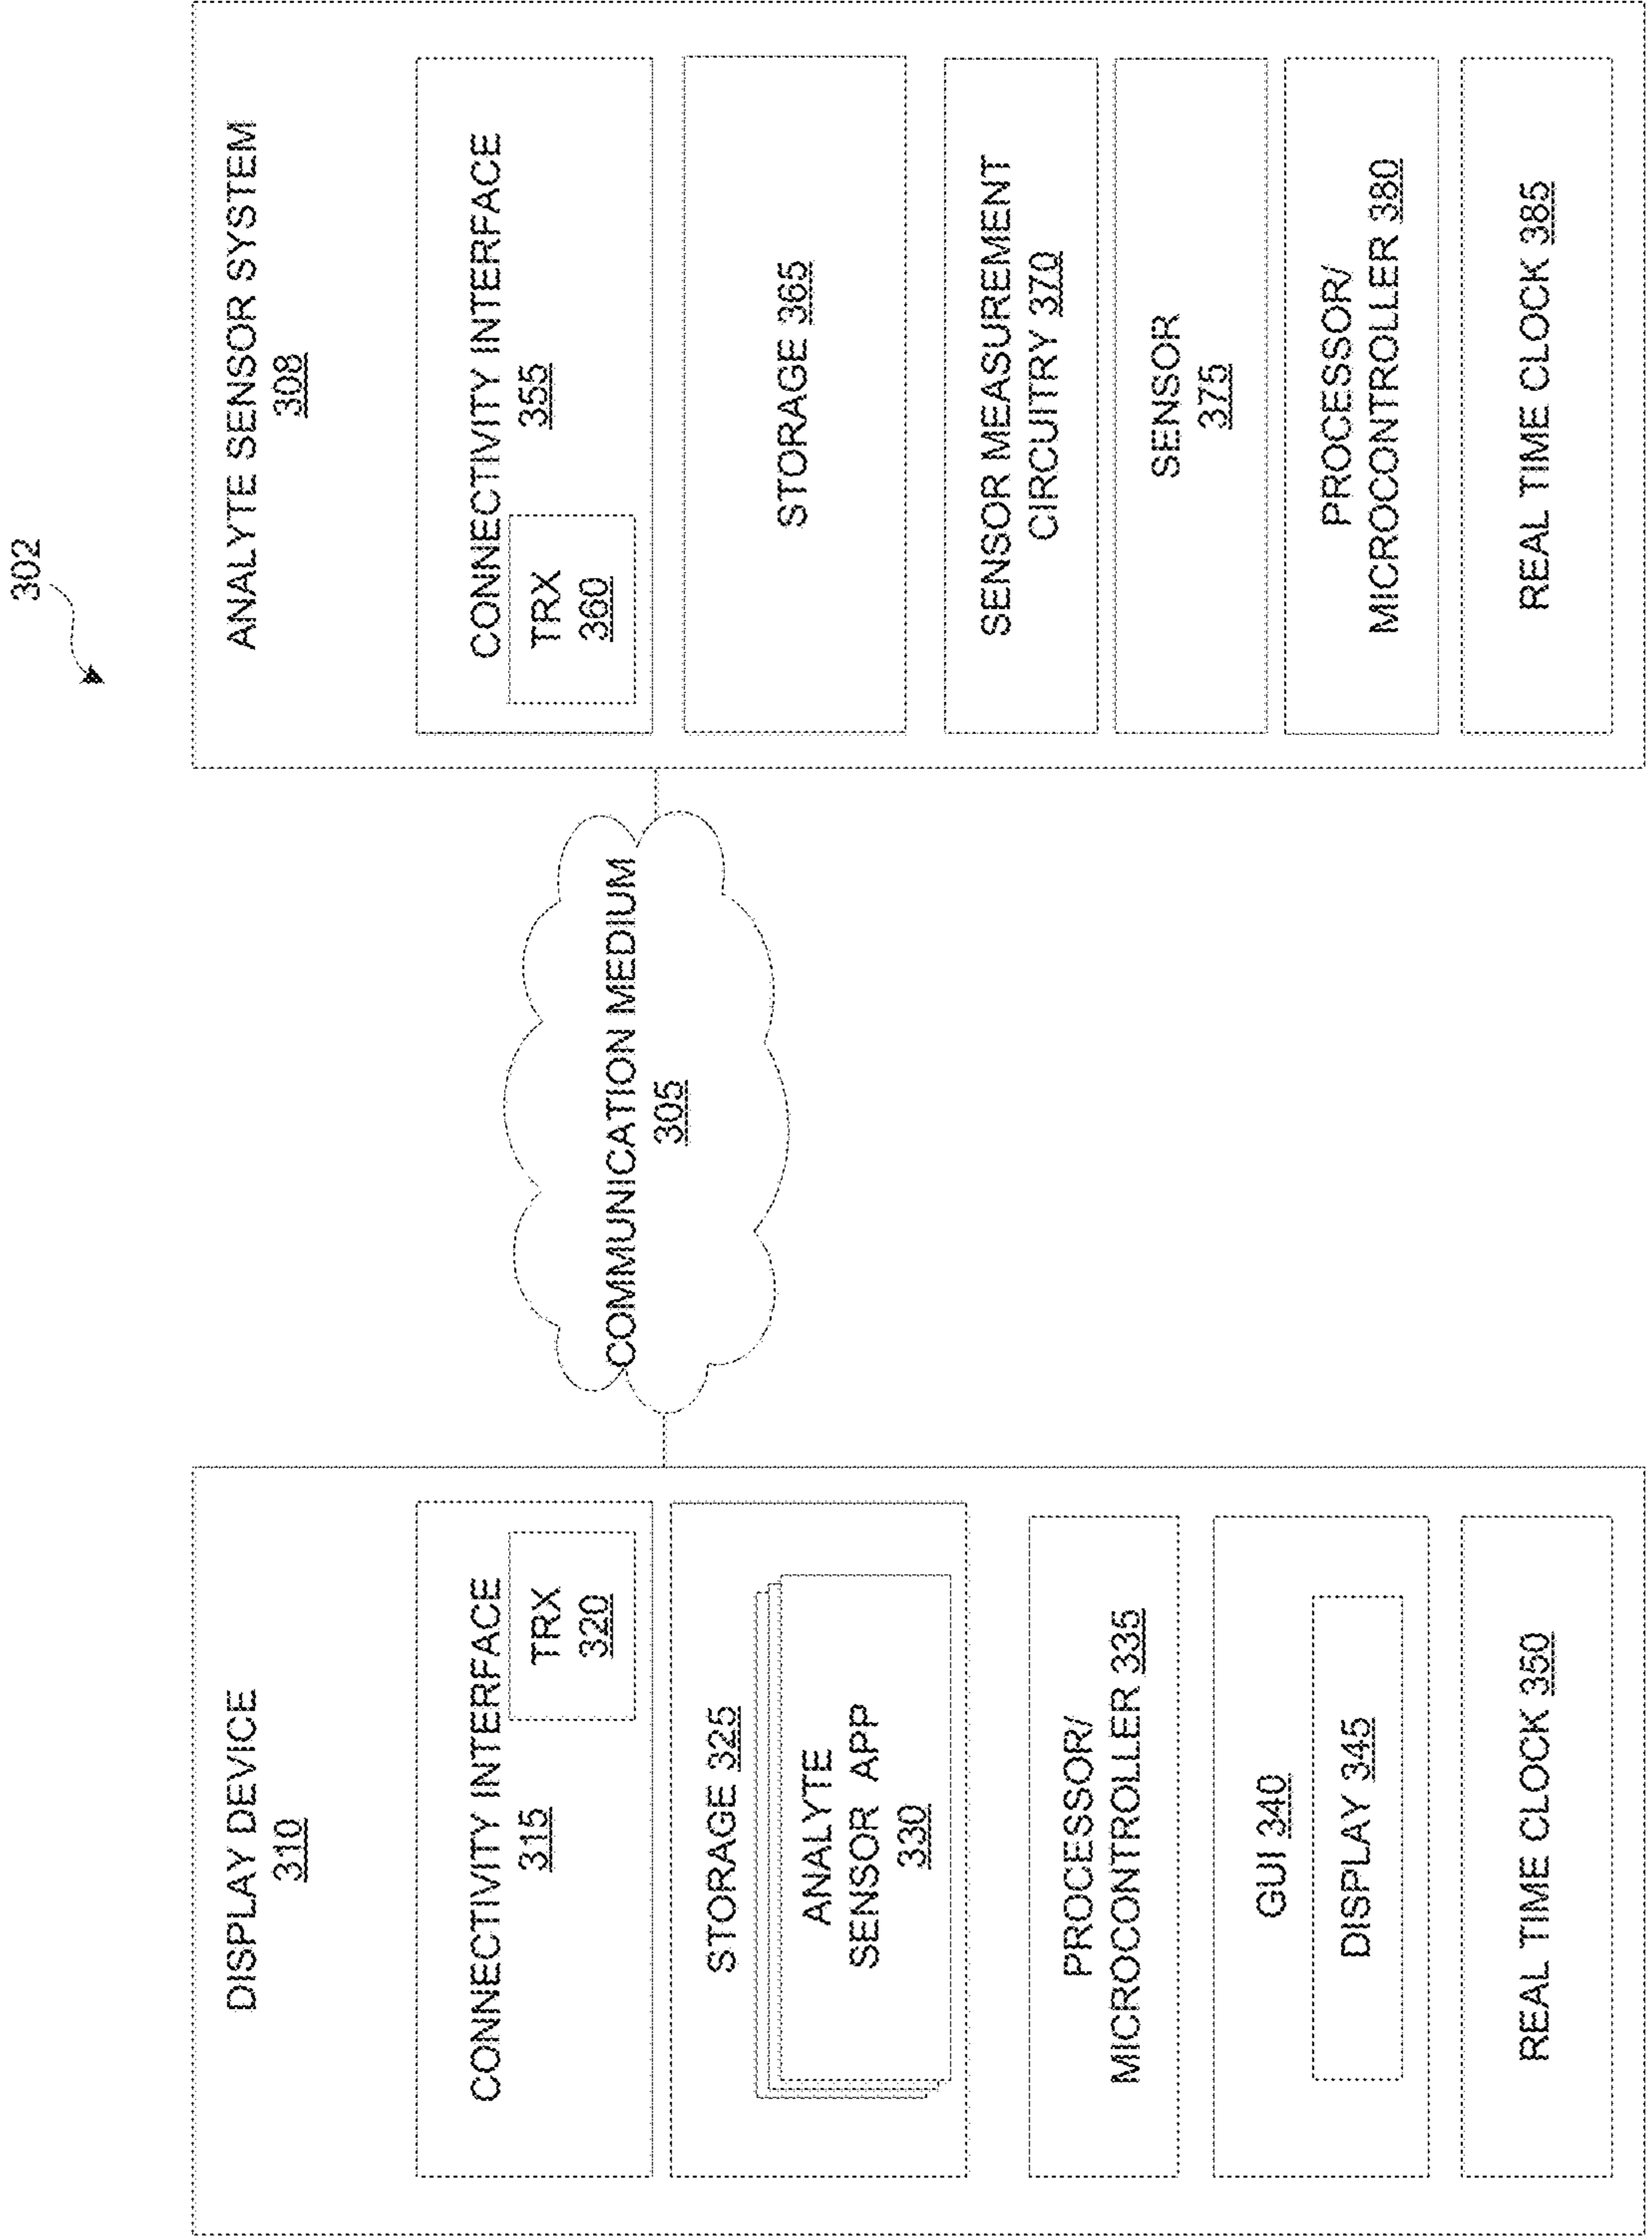 302
DISPLAY DEVICE
310
CONNECTIVITY INTERFACE
315
TRX
320
STORAGE 325
ANALYTE
SENSOR APP
330
PROCESSOR/
MICROCONTROLLER 335
GUI 340
DISPLAY 345
REAL TIME CLOCK 350
COMMUNICATION MEDIUM
305
ANALYTE SENSOR SYSTEM
308
CONNECTIVITY INTERFACE
355
TRX
360
STORAGE 365
SENSOR MEASUREMENT
CIRCUITRY 370
SENSOR
375
PROCESSOR/
MICROCONTROLLER 380
REAL TIME CLOCK 385